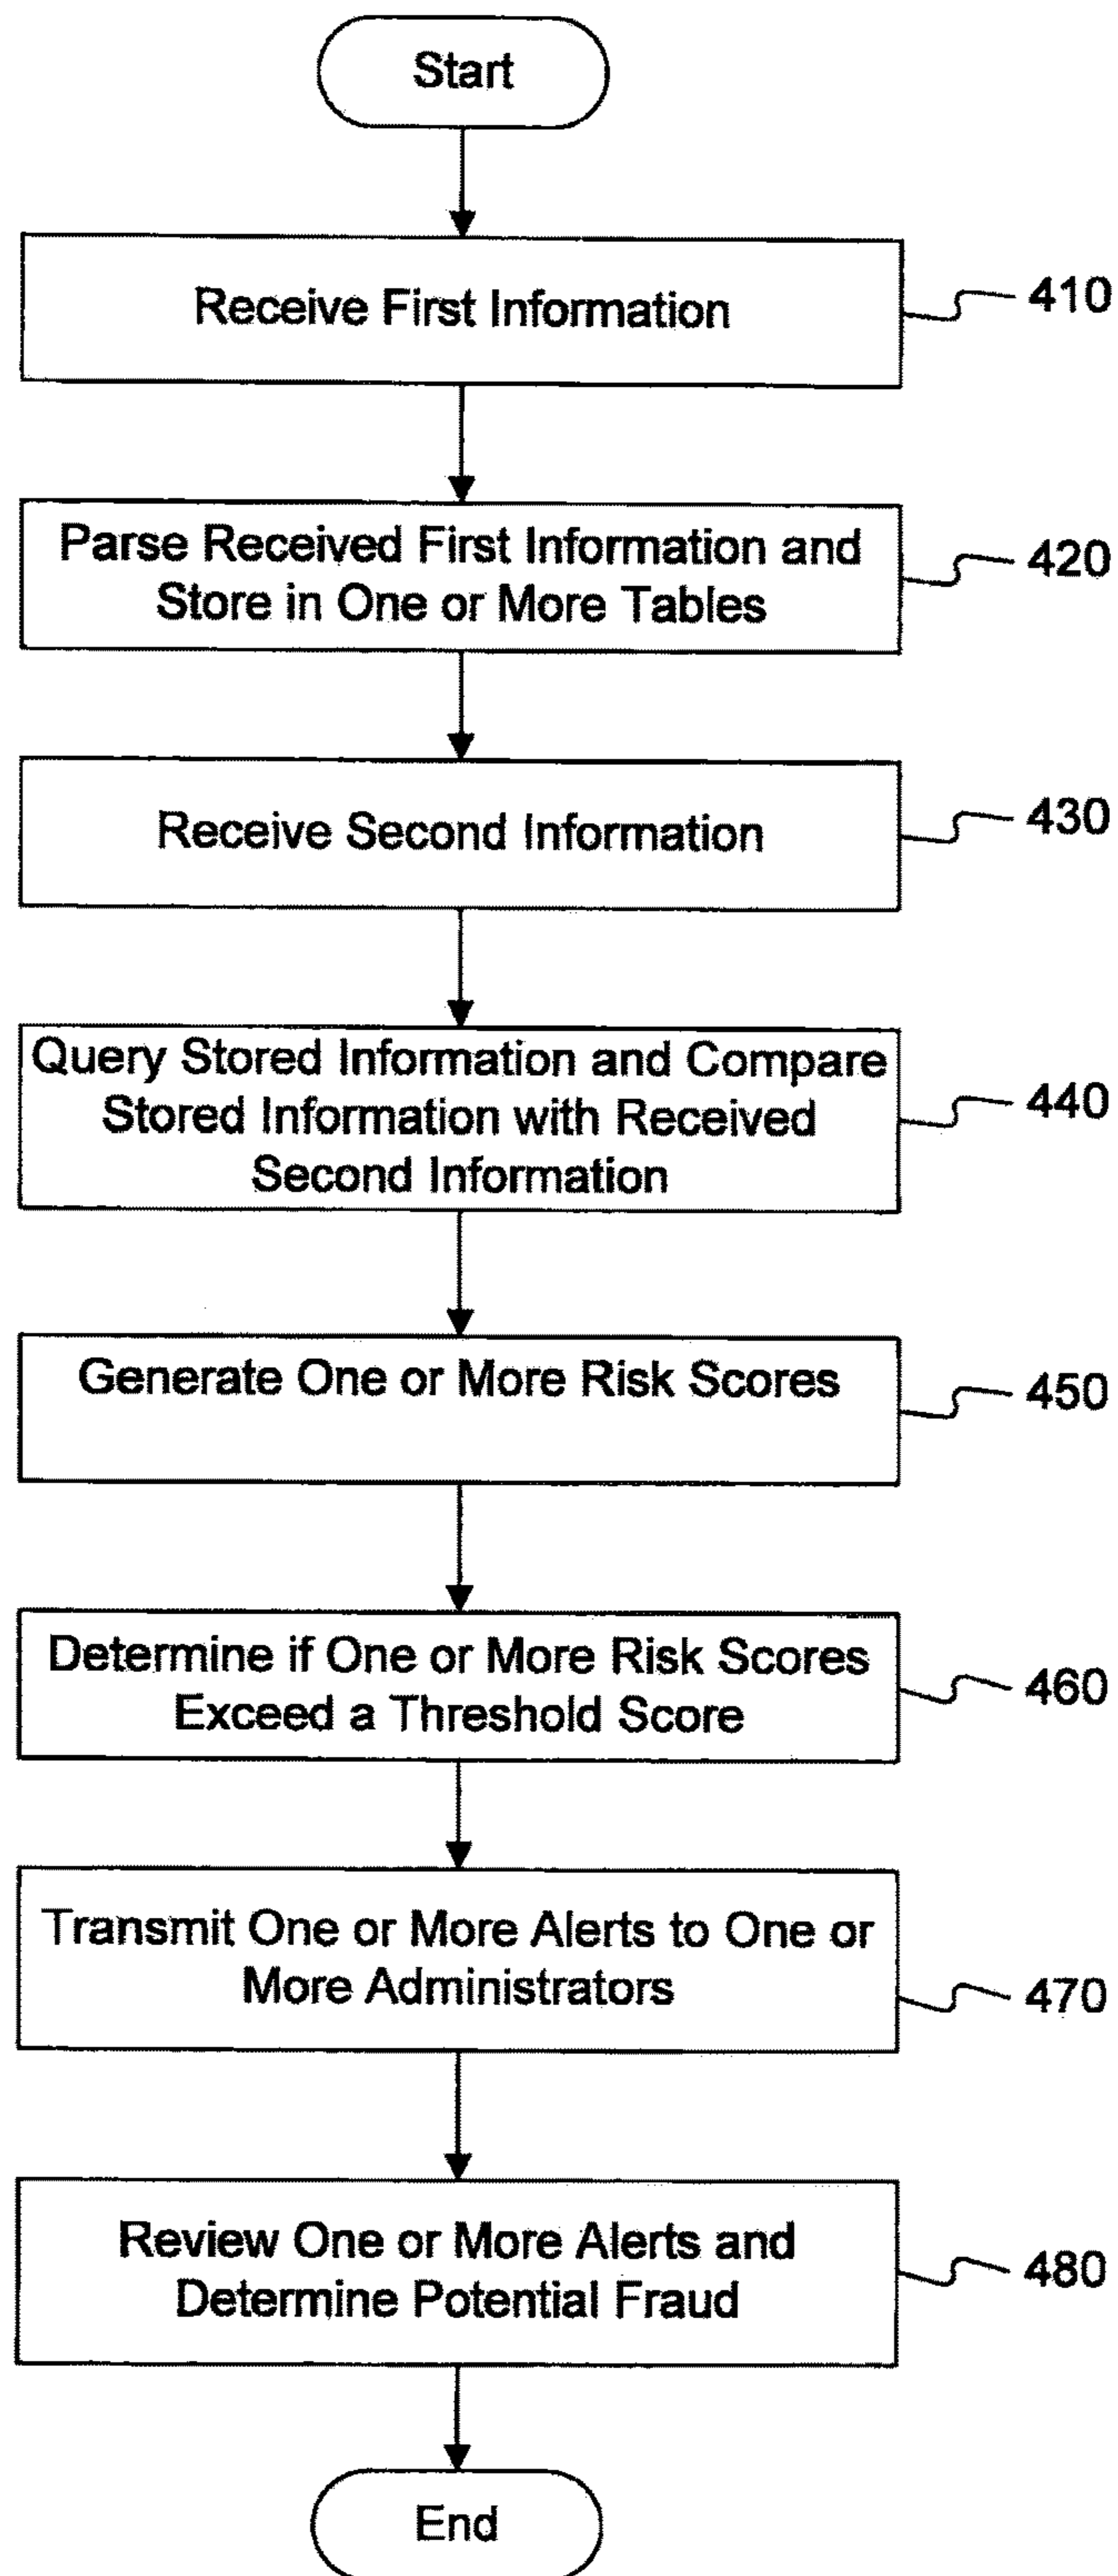 Start
Receive First Information
410
Parse Received First Information and
Store in One or More Tables
420
Receive Second Information
430
Query Stored Information and Compare
Stored Information with Received
Second Information
440
Generate One or More Risk Scores
450
Determine if One or More Risk Scores
Exceed a Threshold Score
460
Transmit One or More Alerts to One or
More Administrators
470
Review One or More Alerts and
Determine Potential Fraud
480
End